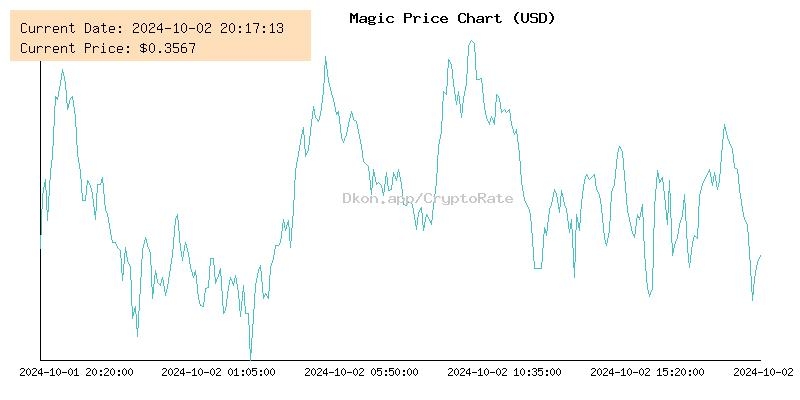 Magic Price Chart (USD)
Current Date: 2024-10-02 20:17:13
Current Price: $0.3567
Dkon.app/CryptoRate
2024-10-01 20:20:00 2024-10-02 01:05:00 2024-10-02 05:50:00 2024-10-02 10:35:00 2024-10-02 15:20:00 2024-10-02